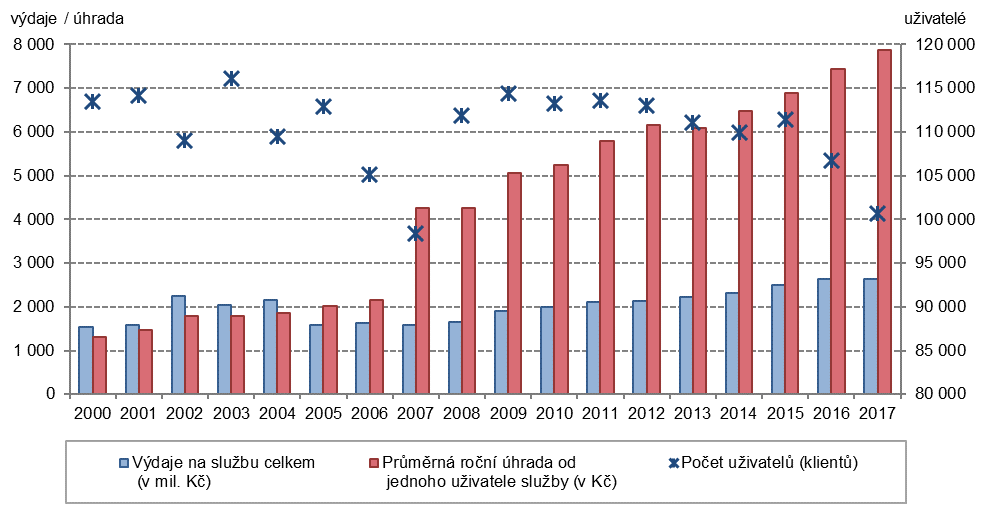 výdaje / úhrada
uživatelé
8 000
120 000
7 000
115 000
6 000
110 000
5 000
105 000
4 000
100 000
3 000
95 000
2 000
90 000
1 000
85 000
0
80 000
2000 2001 2002 2003 2004 2005 2006 2007 2008 2009 2010 2011 2012 2013 2014 2015 2016 2017
Výdaje na službu celkem
(v mil. Kč)
Průměrná roční úhrada od
jednoho uživatele služby (v Kč)
Počet uživatelů (klientů)